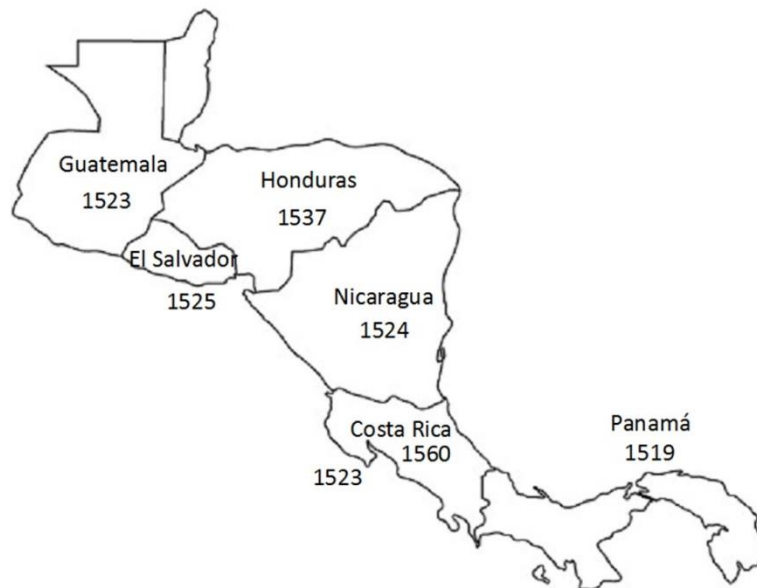 Guatemala
1523
Honduras
1537
El Salvador
1525
Nicaragua
1524
Costa Rica
1560
1523
Panamá
1519